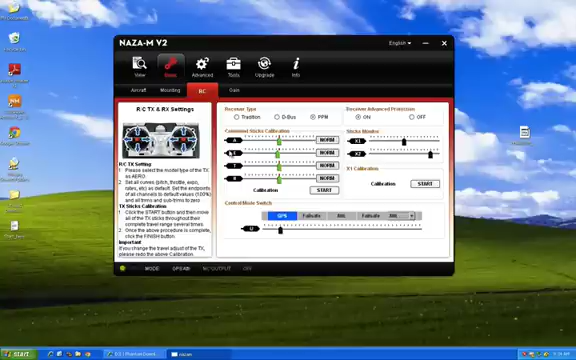 NAZA-M V2
English
View
Basic
Advanced
Tools
Upgrade
Info
Aircraft
Mounting
RC
Gain
R/C TX & RX Settings
R/C TX Setting
1. Please select the model type of the TX as AERO.
2. Set all curves (pitch, throttle, expo, rates, etc) as default. Set the endpoints of all channels to default values (100%) and all trims and sub-trims to zero
TX Sticks Calibration
1. Click the START button and then move all of TX sticks throughout their complete travel range several times
2. Once the above procedure is complete, click the FINISH button
Important
If you change the travel adjust of the TX, please redo the above Calibration.
Receiver Type
Tradition
D-Bus
PPM
Receiver Advanced Protection
ON
OFF
Command Sticks Calibration
A
NORM
E
NORM
T
NORM
R
NORM
Calibration
START
Sticks Monitor
X1
X2
X1 Calibration
Calibration
START
Control Mode Switch
GPS
Failsafe
Atti.
Failsafe
Atti.
U
MODE:
OFF
start